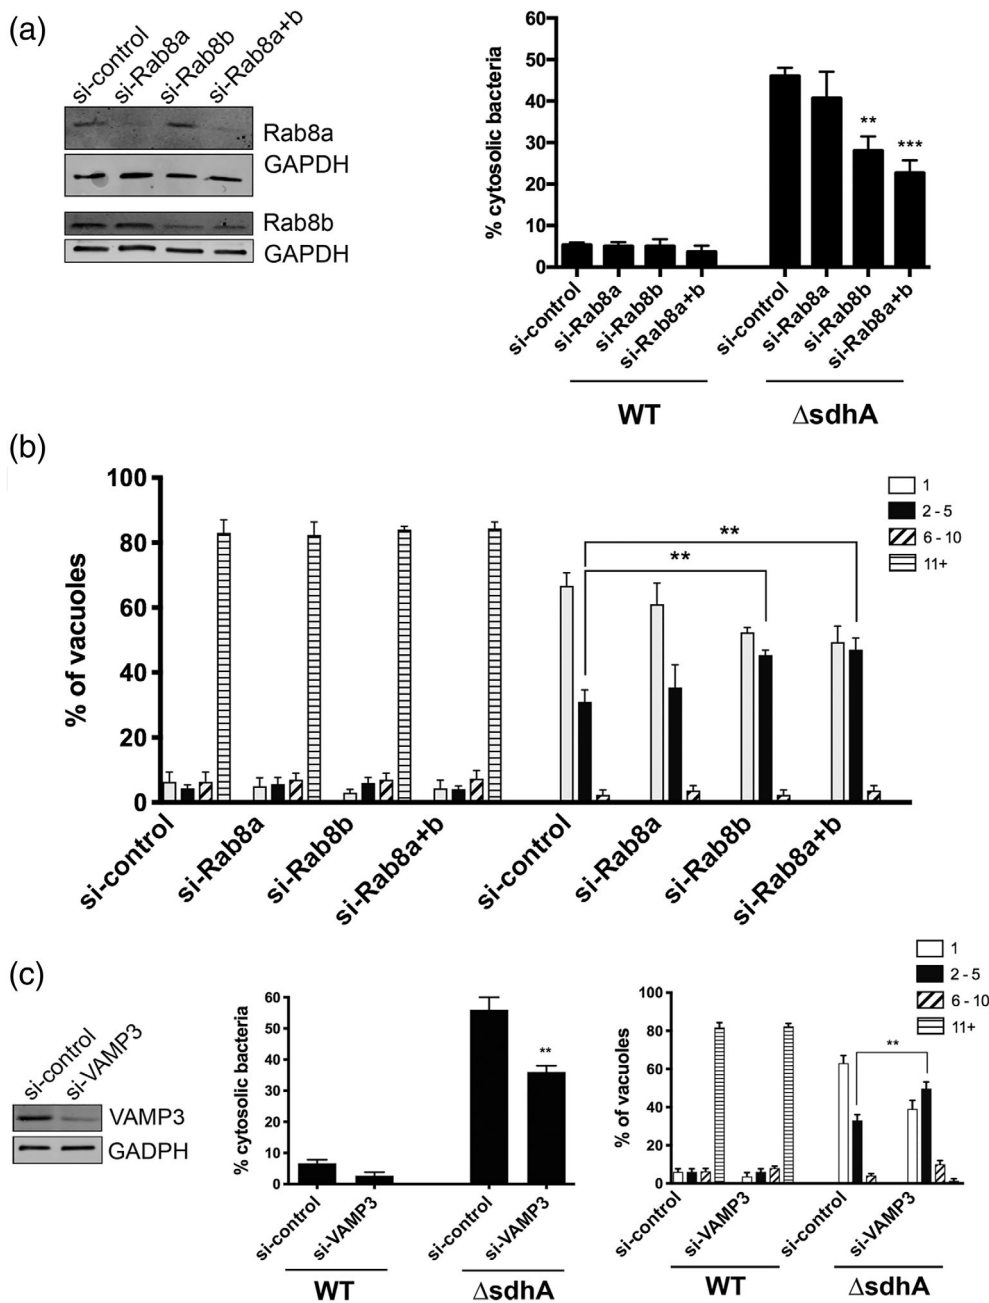 (a)
si-control
si-Rab8a
si-Rab8b
si-Rab8a+b
Rab8a
GAPDH
Rab8b
GAPDH
% cytosolic bacteria
60
50
40
30
20
10
0
**
***
si-control
si-Rab8a
si-Rab8b
si-Rab8a+b
si-control
si-Rab8a
si-Rab8b
si-Rab8a+b
WT
ΔsdhA
(b)
% of vacuoles
100
80
60
40
20
0
1
2 - 5
6 - 10
11+
**
**
si-control
si-Rab8a
si-Rab8b
si-Rab8a+b
si-control
si-Rab8a
si-Rab8b
si-Rab8a+b
(c)
si-control
si-VAMP3
VAMP3
GADPH
% cytosolic bacteria
60
50
40
30
20
10
0
**
si-control
si-VAMP3
si-control
si-VAMP3
WT
ΔsdhA
% of vacuoles
100
80
60
40
20
0
1
2 - 5
6 - 10
11+
**
si-control
si-VAMP3
si-control
si-VAMP3
WT
ΔsdhA